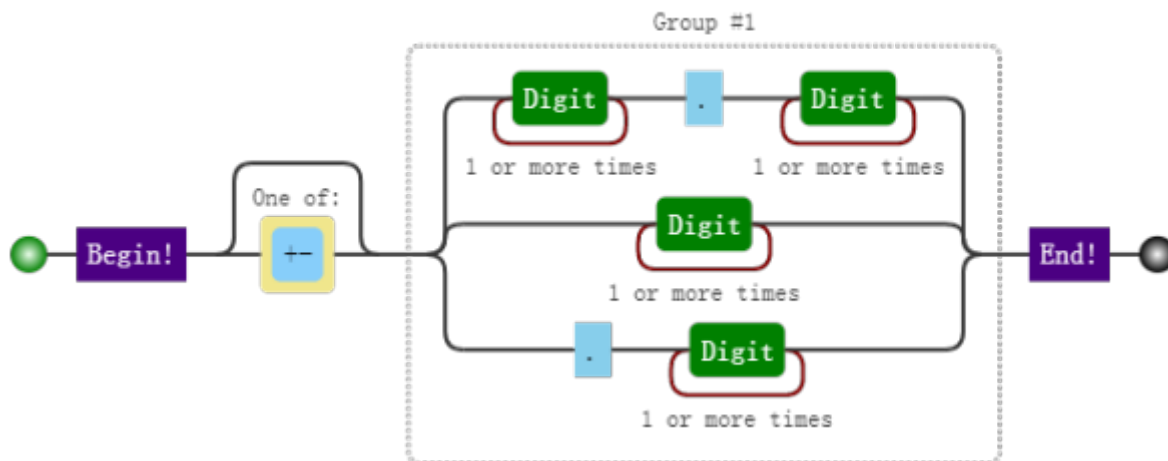 Group #1
Digit . Digit
1 or more times 1 or more times
One of:
Digit
Begin! +- End!
1 or more times
. Digit
1 or more times